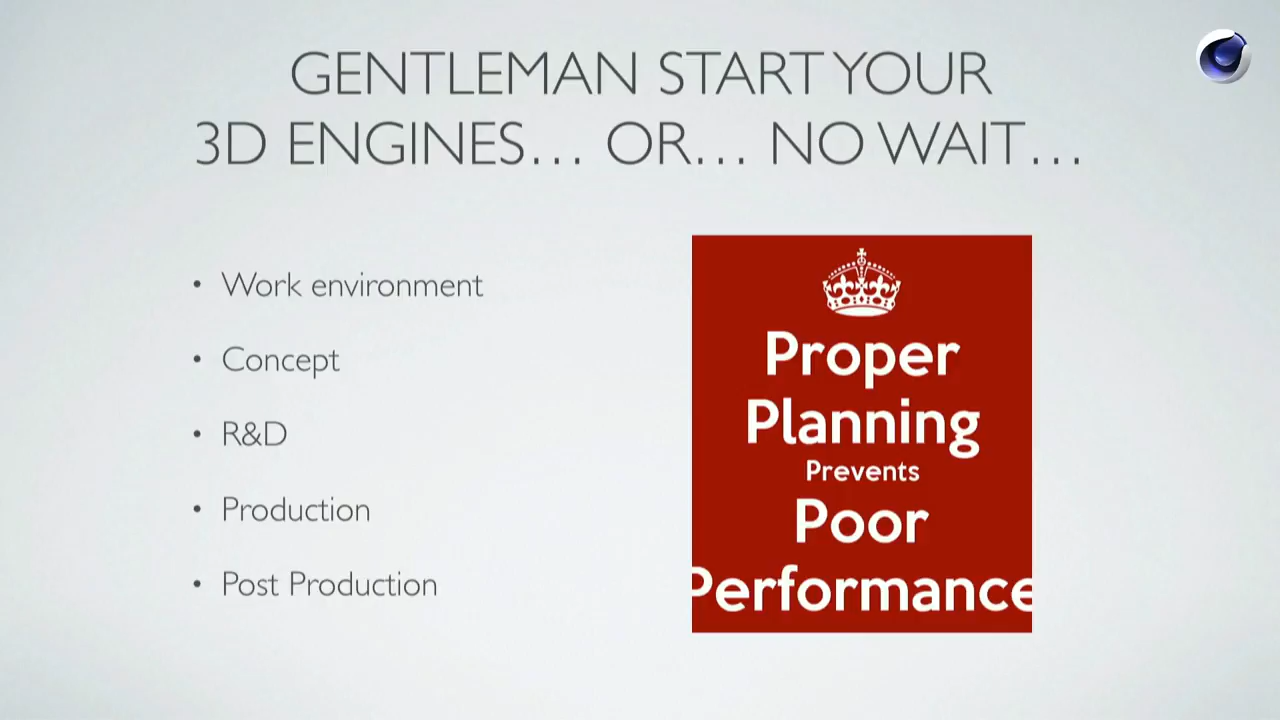 GENTLEMAN START YOUR
3D ENGINES... OR... NO WAIT...
• Work environment
• Concept
• R&D
• Production
• Post Production
Proper
Planning
Prevents
Poor
Performance